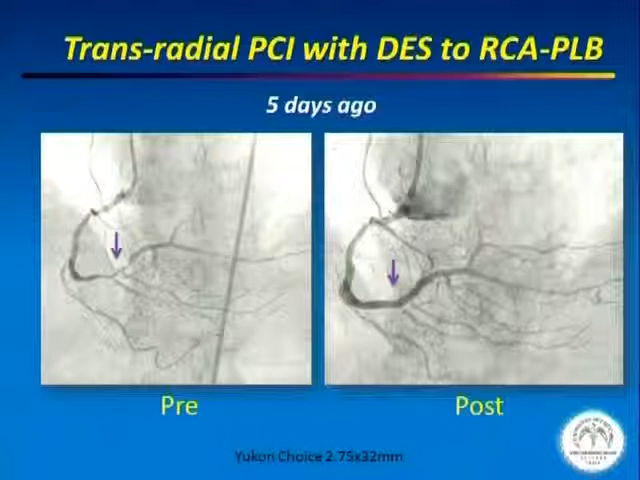 Trans-radial PCI with DES to RCA-PLB
5 days ago
Pre
Post
Yukon Choice 2.75x32mm